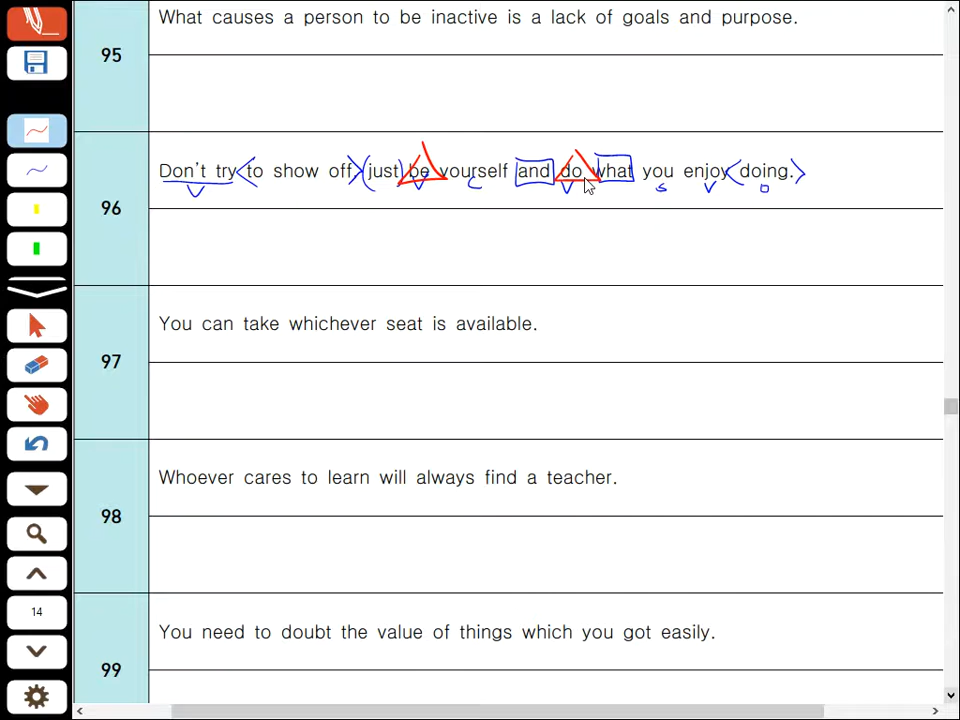 What causes a person to be inactive is a lack of goals and purpose.
95
Don't try <to show off,> (just) be yourself and do what you enjoy <doing.>
V V C V S V O
96
You can take whichever seat is available.
97
Whoever cares to learn will always find a teacher.
98
You need to doubt the value of things which you got easily.
14
99